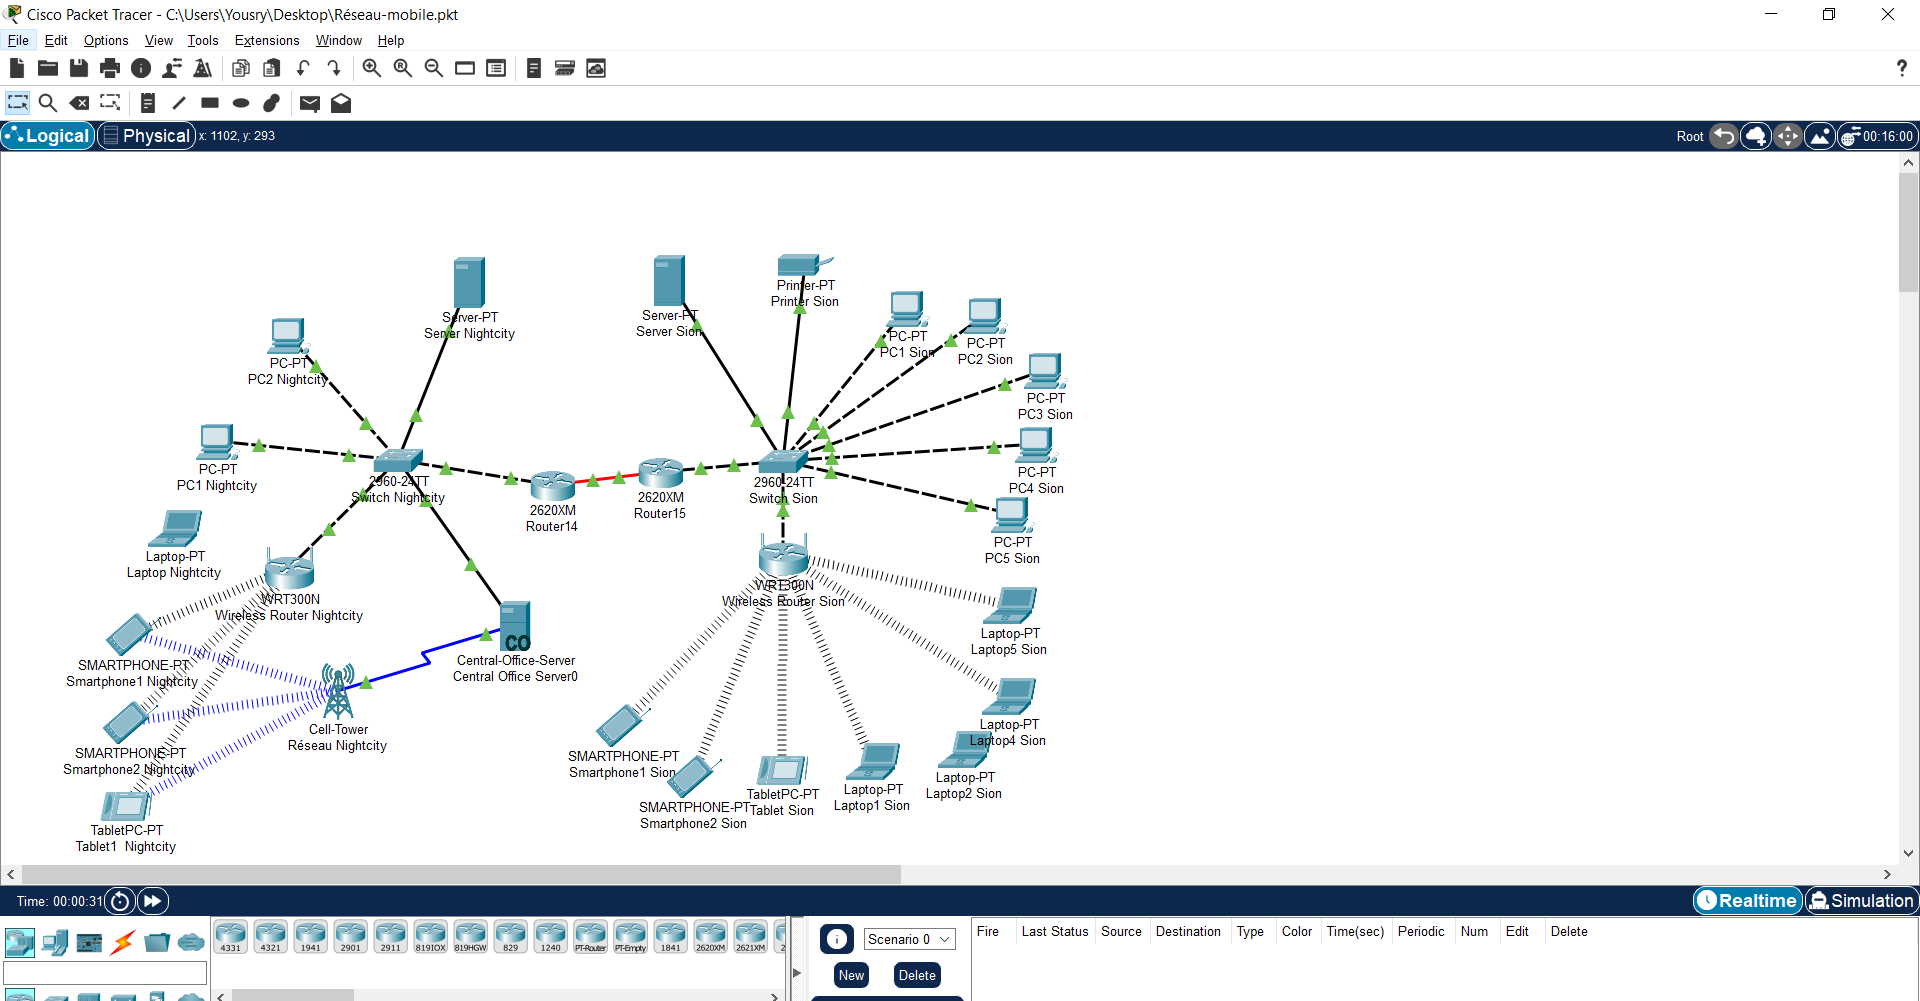 Cisco Packet Tracer - C:\Users\Yousry\Desktop\Réseau-mobile.pkt
File Edit Options View Tools Extensions Window Help
?
Logical Physical x: 1102, y: 293 Root 00:16:00
Server-PT
Server Nightcity
Server-PT
Server Sion
Printer-PT
Printer Sion
PC-PT
PC1 Sion
PC-PT
PC2 Sion
PC-PT
PC2 Nightcity
PC-PT
PC3 Sion
PC-PT
PC1 Nightcity
PC-PT
PC4 Sion
2960-24TT
Switch Nightcity
2620XM
Router14
2620XM
Router15
2960-24TT
Switch Sion
PC-PT
PC5 Sion
Laptop-PT
Laptop Nightcity
WRT300N
Wireless Router Nightcity
WRT300N
Wireless Router Sion
Laptop-PT
Laptop5 Sion
SMARTPHONE-PT
Smartphone1 Nightcity
CO
Central-Office-Server
Central Office Server0
Cell-Tower
Réseau Nightcity
Laptop-PT
Laptop4 Sion
SMARTPHONE-PT
Smartphone2 Nightcity
SMARTPHONE-PT
Smartphone1 Sion
SMARTPHONE-PT
Smartphone2 Sion
TabletPC-PT
Tablet Sion
Laptop-PT
Laptop1 Sion
Laptop-PT
Laptop2 Sion
TabletPC-PT
Tablet1 Nightcity
Time: 00:00:31 Realtime Simulation
4331 4321 1941 2901 2911 819IOX 819HGW 829 1240 PT-Router PT-Empty 1841 2620XM 2621XM
Scenario 0
New Delete
Fire Last Status Source Destination Type Color Time(sec) Periodic Num Edit Delete